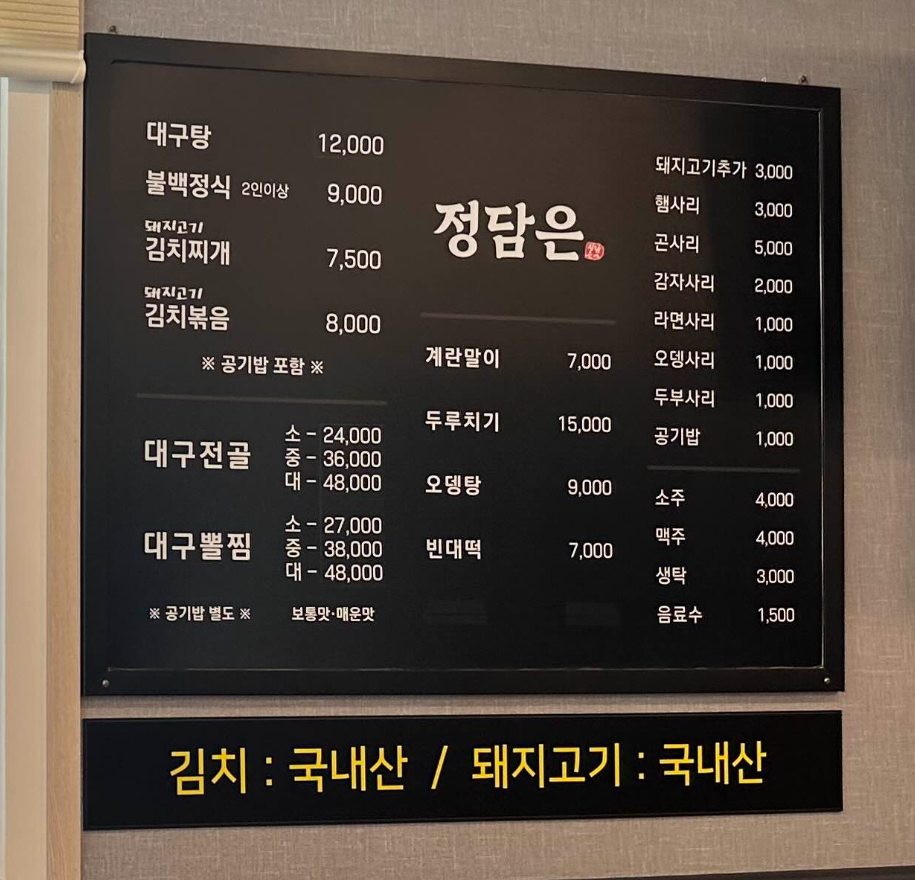 대구탕 12,000
불백정식 2인이상 9,000
돼지고기
김치찌개 7,500
돼지고기
김치볶음 8,000
※ 공기밥 포함 ※
대구전골
소 - 24,000
중 - 36,000
대 - 48,000
대구뽈찜
소 - 27,000
중 - 38,000
대 - 48,000
※ 공기밥 별도 ※ 보통맛·매운맛
정담은
계란말이 7,000
두루치기 15,000
오뎅탕 9,000
빈대떡 7,000
돼지고기추가 3,000
햄사리 3,000
곤사리 5,000
감자사리 2,000
라면사리 1,000
오뎅사리 1,000
두부사리 1,000
공기밥 1,000
소주 4,000
맥주 4,000
생탁 3,000
음료수 1,500
김치 : 국내산 / 돼지고기 : 국내산